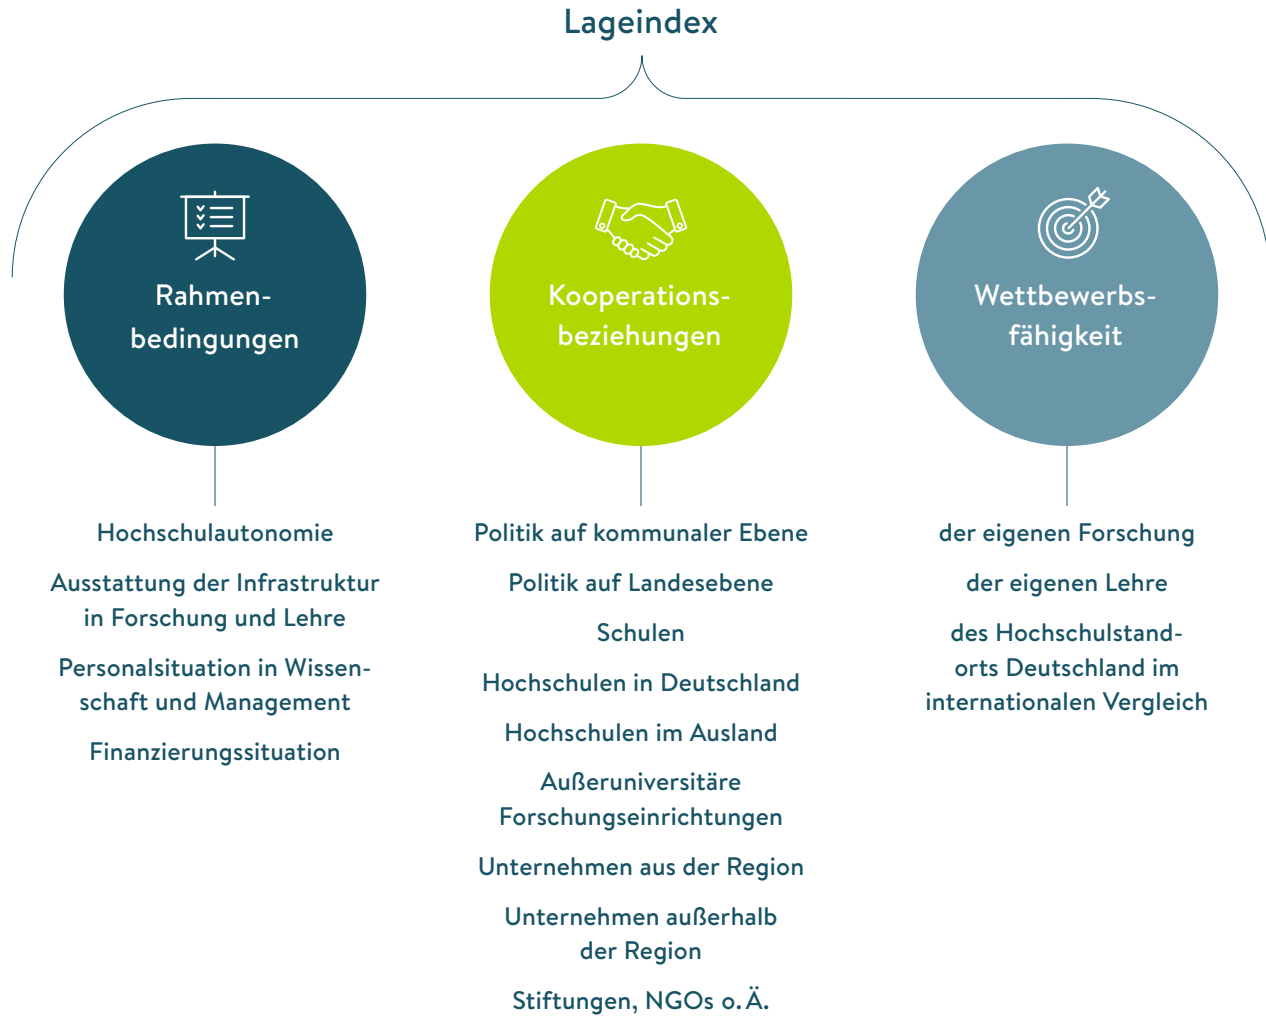 Lageindex
Rahmen-
bedingungen
Hochschulautonomie
Ausstattung der Infrastruktur
in Forschung und Lehre
Personalsituation in Wissen-
schaft und Management
Finanzierungssituation
Kooperations-
beziehungen
Politik auf kommunaler Ebene
Politik auf Landesebene
Schulen
Hochschulen in Deutschland
Hochschulen im Ausland
Außeruniversitäre
Forschungseinrichtungen
Unternehmen aus der Region
Unternehmen außerhalb
der Region
Stiftungen, NGOs o. Ä.
Wettbewerbs-
fähigkeit
der eigenen Forschung
der eigenen Lehre
des Hochschulstand-
orts Deutschland im
internationalen Vergleich